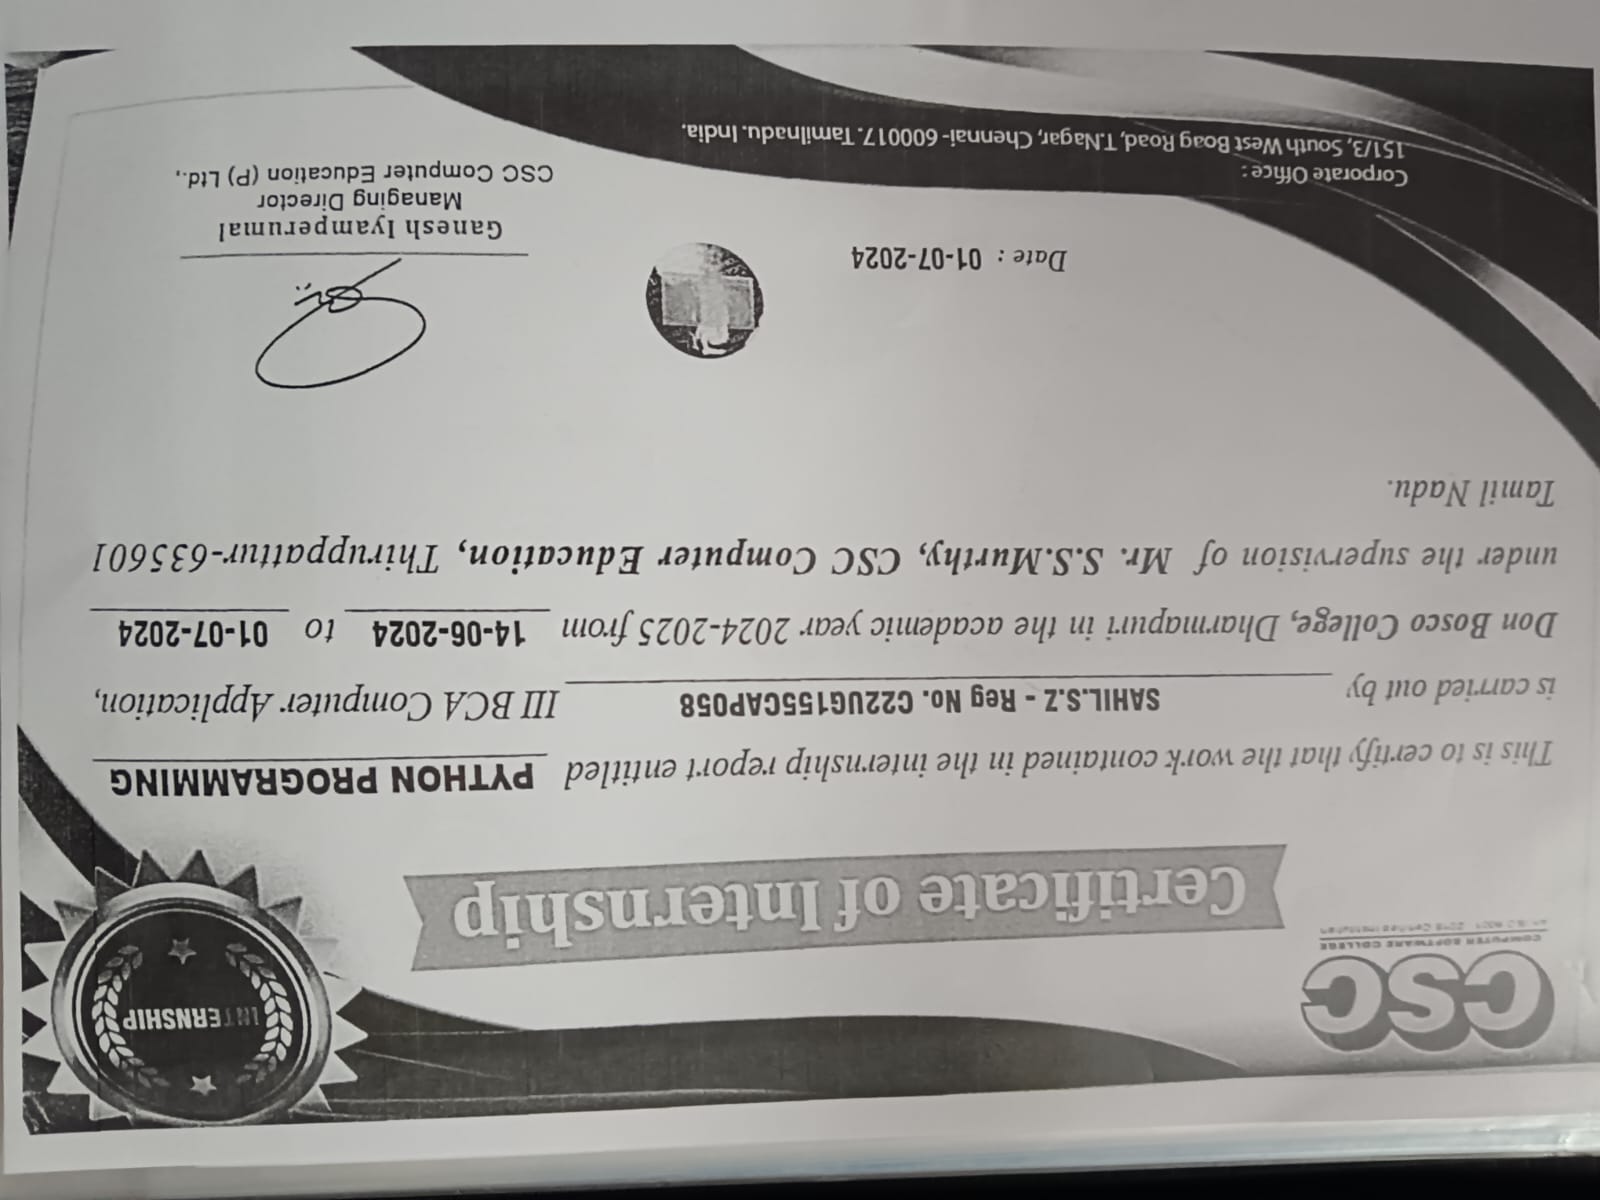 CSC
COMPUTER SOFTWARE COLLEGE
Certificate of Internship
INTERNSHIP
This is to certify that the work contained in the internship report entitled PYTHON PROGRAMMING
is carried out by SAHIL.S.Z - Reg No. C22UG155CAP058 III BCA Computer Application,
Don Bosco College, Dharmapuri in the academic year 2024-2025 from 14-06-2024 to 01-07-2024
under the supervision of Mr. S.S.Murthy, CSC Computer Education, Thiruppattur-635601
Tamil Nadu.
Date : 01-07-2024
Ganesh Iyamperumal
Managing Director
CSC Computer Education (P) Ltd.,
Corporate Office :
151/3, South West Boag Road, T.Nagar, Chennai- 600017. Tamilnadu. India.